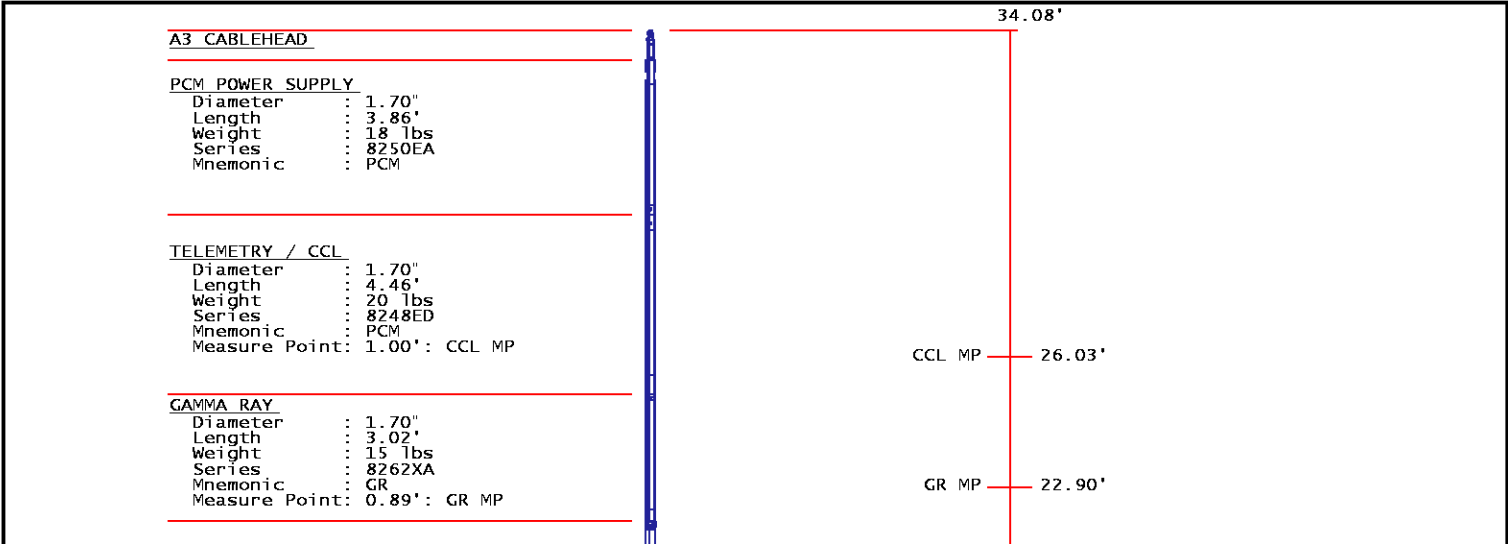 34.08'
A3 CABLEHEAD
PCM POWER SUPPLY
Diameter : 1.70"
Length : 3.86'
Weight : 18 lbs
Series : 8250EA
Mnemonic : PCM
TELEMETRY / CCL
Diameter : 1.70"
Length : 4.46'
Weight : 20 lbs
Series : 8248ED
Mnemonic : PCM
Measure Point: 1.00': CCL MP
CCL MP 26.03'
GAMMA RAY
Diameter : 1.70"
Length : 3.02'
Weight : 15 lbs
Series : 8262XA
Mnemonic : GR
Measure Point: 0.89': GR MP
GR MP 22.90'